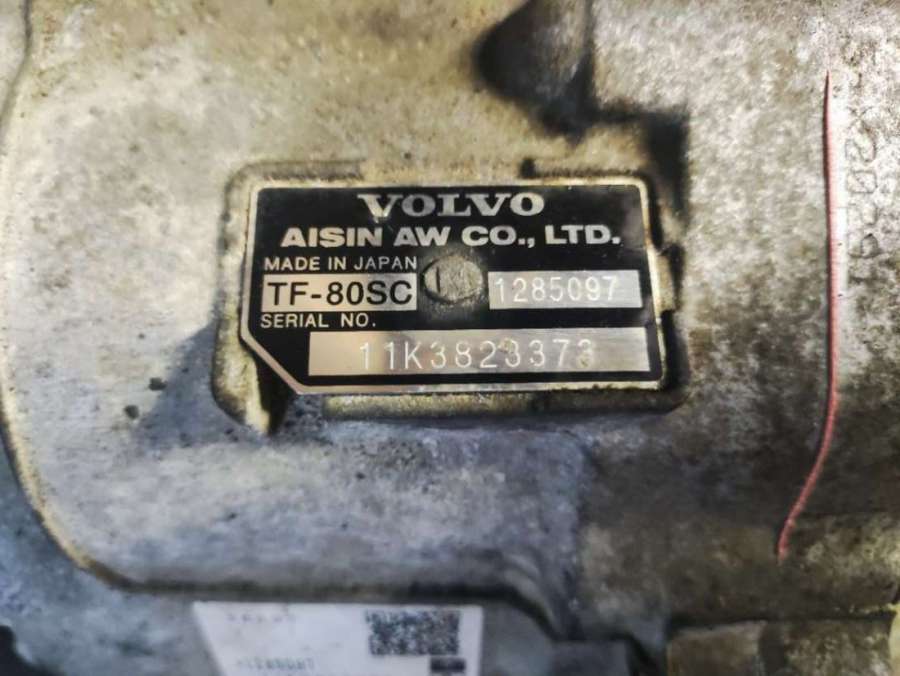 VOLVO
AISIN AW CO., LTD.
MADE IN JAPAN
TF-80SC 1285097
SERIAL NO.
11K3823373